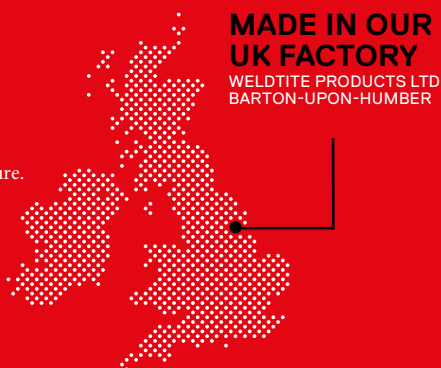 MADE IN OUR
UK FACTORY
WELDTITE PRODUCTS LTD
BARTON-UPON-HUMBER